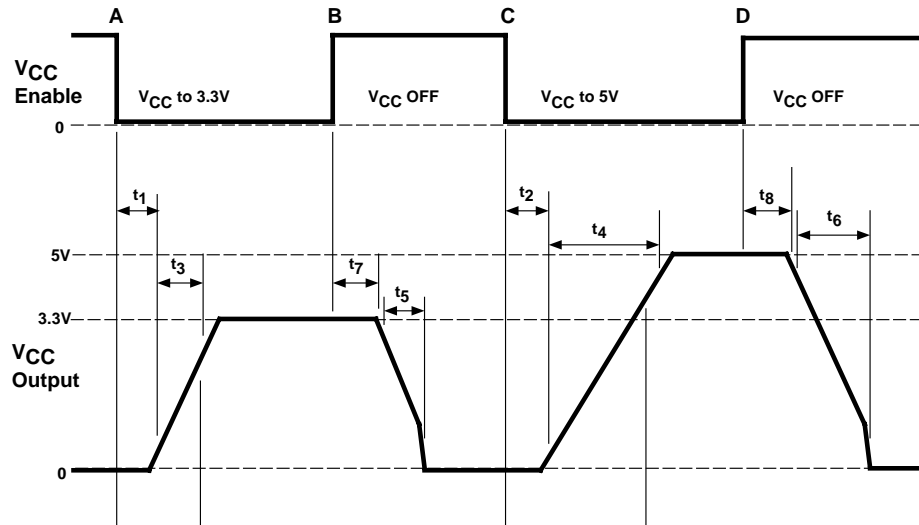 A B C D
VCC
Enable
VCC to 3.3V VCC OFF VCC to 5V VCC OFF
0
t1 t2 t8 t6
t4
5V
t3 t7
t5
3.3V
VCC
Output
0